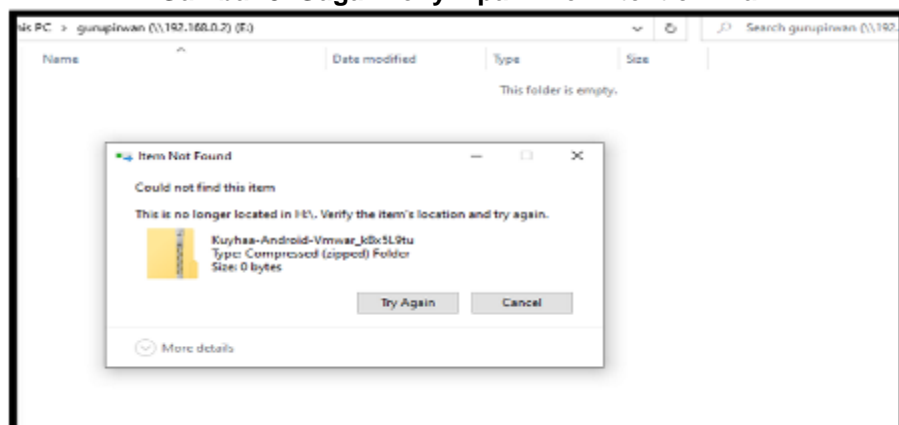 his PC > gurupirwan (\\192.168.0.2) (E:)
Search gurupirwan (\\192.
Name Date modified Type Size
This folder is empty.
Item Not Found
Could not find this item
This is no longer located in H:\. Verify the item's location and try again.
Kuyhaa-Android-Vmwar_k8x5L9tu
Type: Compressed (zipped) Folder
Size: 0 bytes
Try Again Cancel
More details